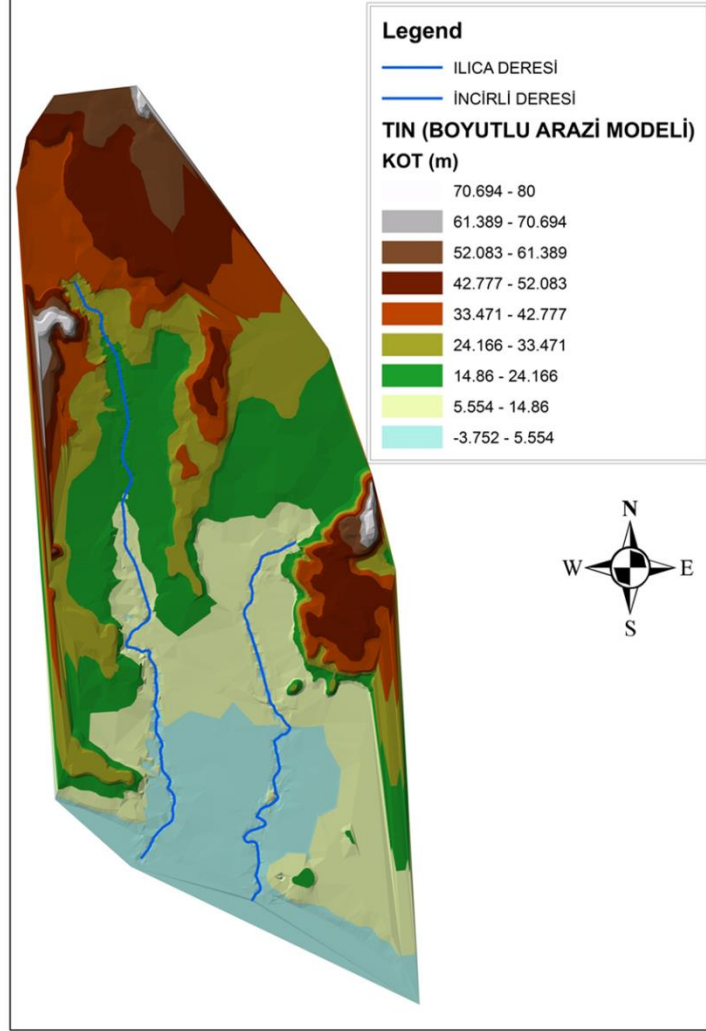 Legend
ILICA DERESİ
İNCİRLİ DERESİ
TIN (BOYUTLU ARAZİ MODELİ)
KOT (m)
70.694 - 80
61.389 - 70.694
52.083 - 61.389
42.777 - 52.083
33.471 - 42.777
24.166 - 33.471
14.86 - 24.166
5.554 - 14.86
-3.752 - 5.554
N
W E
S